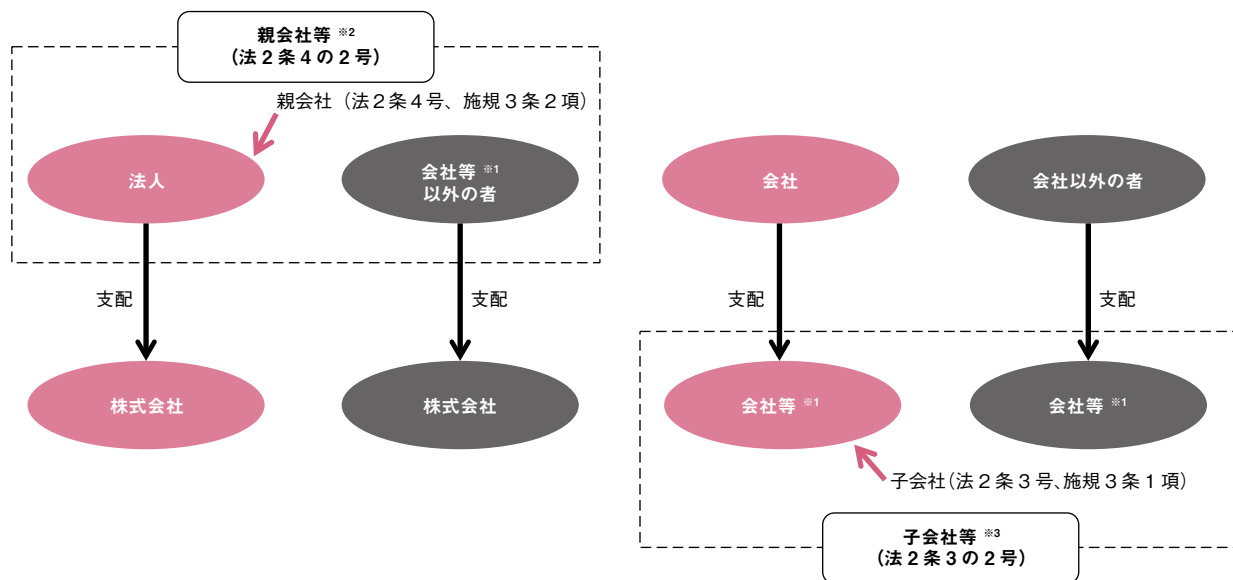 親会社等 ※2
(法2条4の2号)
親会社(法2条4号、施規3条2項)
法人
会社等 ※1
以外の者
支配
支配
株式会社
株式会社
会社
会社以外の者
支配
支配
会社等 ※1
会社等 ※1
子会社(法2条3号、施規3条1項)
子会社等 ※3
(法2条3の2号)